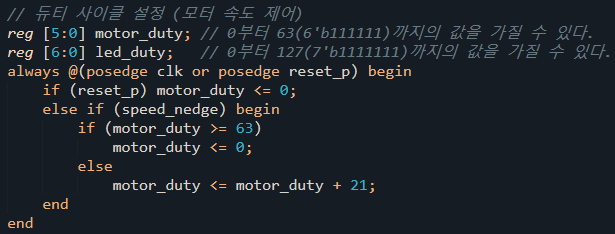 // 듀티 사이클 설정 (모터 속도 제어)
reg [5:0] motor_duty; // 0부터 63(6'b111111)까지의 값을 가질 수 있다.
reg [6:0] led_duty;   // 0부터 127(7'b1111111)까지의 값을 가질 수 있다.
always @(posedge clk or posedge reset_p) begin
    if (reset_p) motor_duty <= 0;
    else if (speed_nedge) begin
        if (motor_duty >= 63)
            motor_duty <= 0;
        else
            motor_duty <= motor_duty + 21;
    end
end